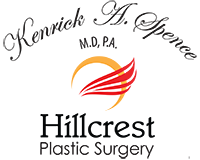 Kenrick A. Spence
M.D, P.A.
Hillcrest
Plastic Surgery